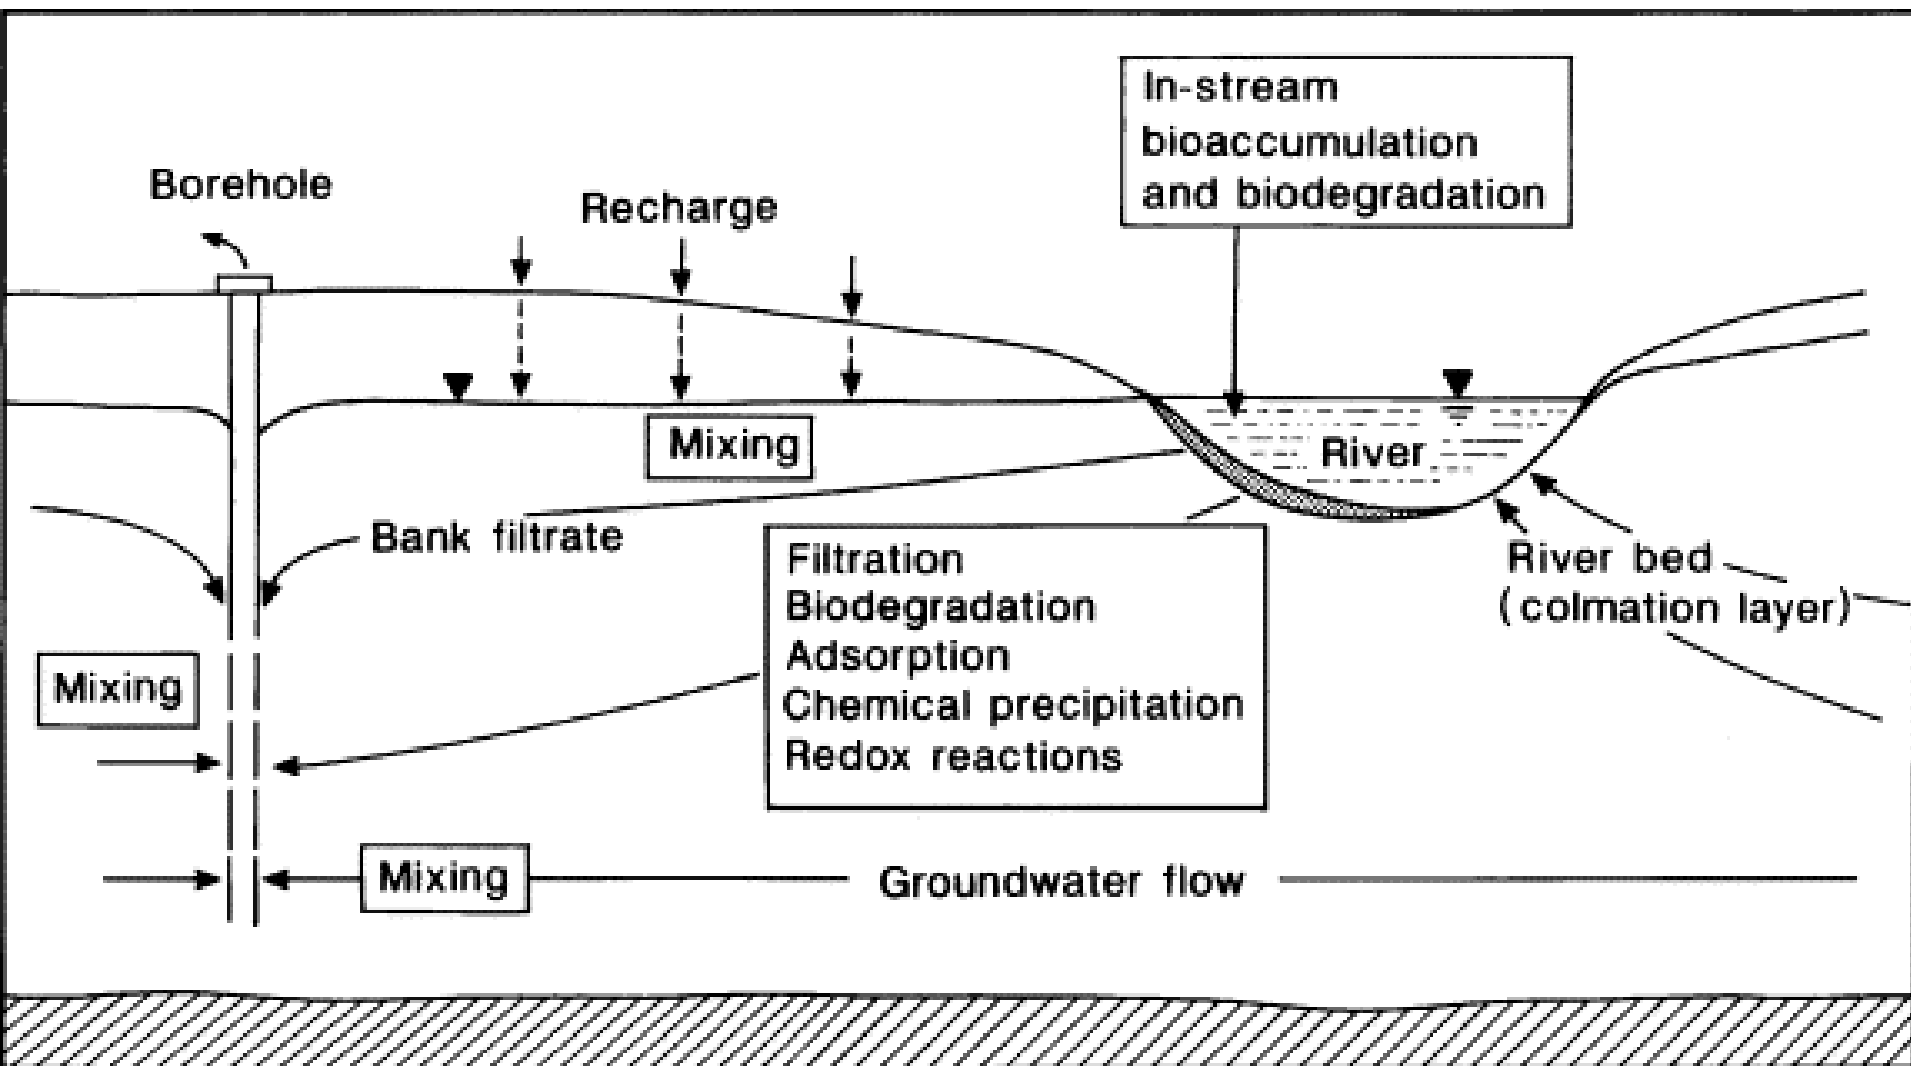 In-stream
bioaccumulation
and biodegradation
Borehole
Recharge
Mixing
River
Bank filtrate
Filtration
Biodegradation
Adsorption
Chemical precipitation
Redox reactions
River bed
(colmation layer)
Mixing
Mixing
Groundwater flow